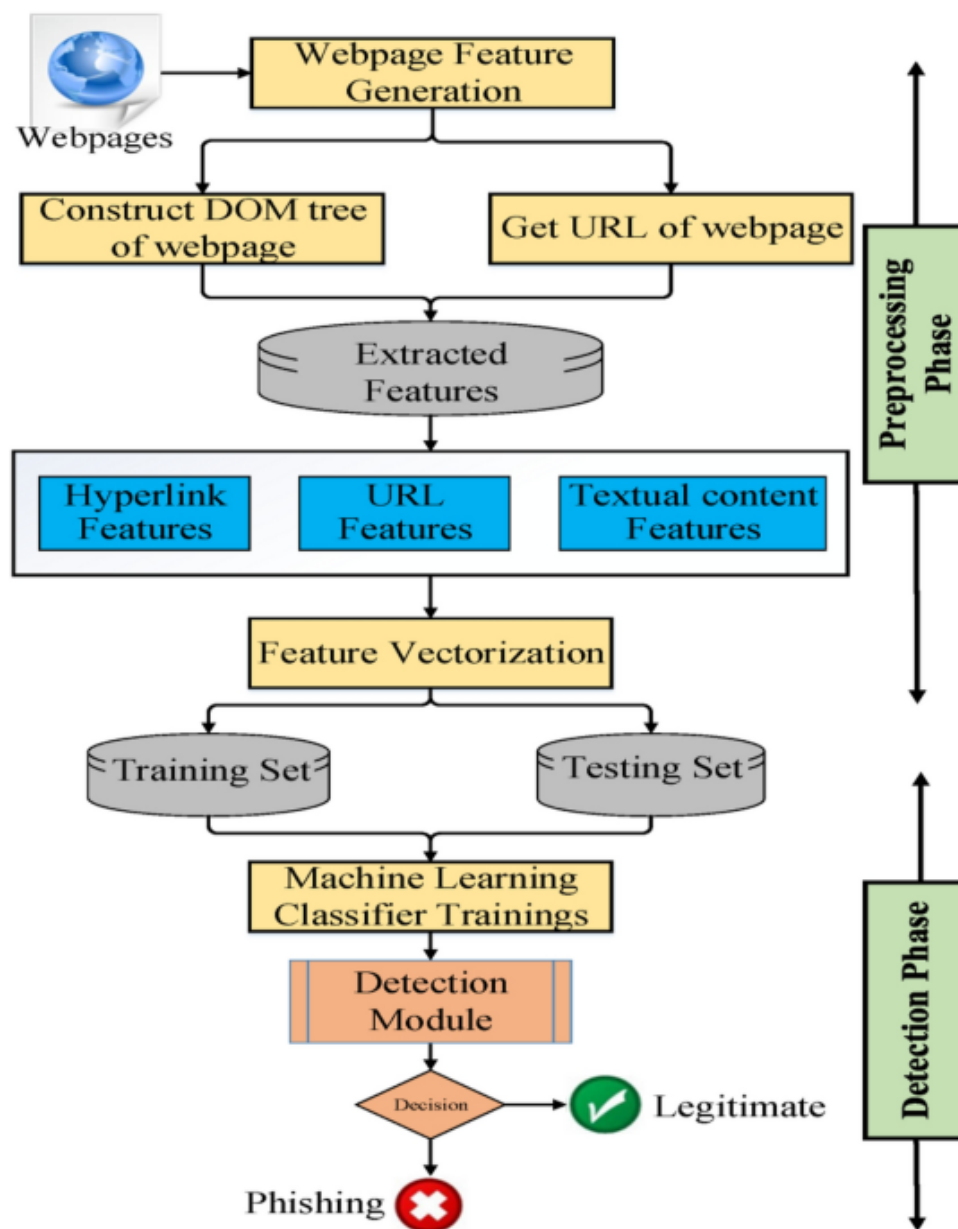 Webpage Feature
Generation
Webpages
Construct DOM tree
of webpage
Get URL of webpage
Extracted
Features
Preprocessing
Phase
Hyperlink
Features
URL
Features
Textual content
Features
Feature Vectorization
Training Set
Testing Set
Machine Learning
Classifier Trainings
Detection
Module
Detection Phase
Decision
Legitimate
Phishing